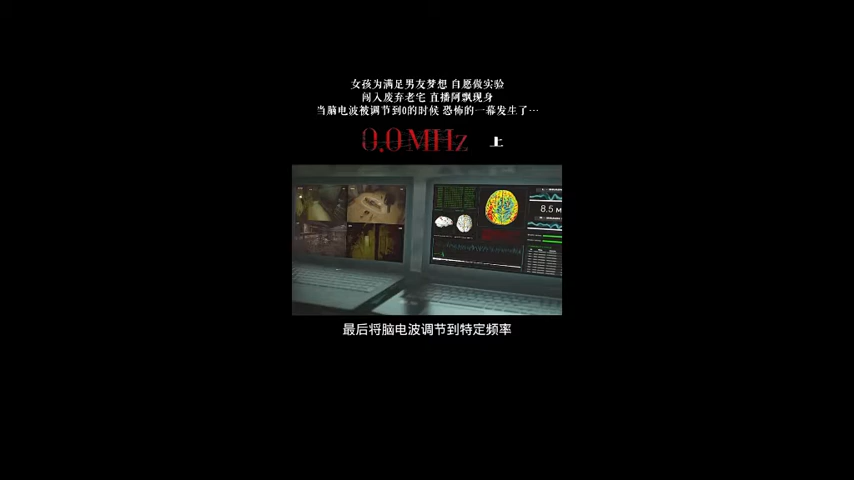 女孩为满足男友梦想 自愿做实验
闯入废弃老宅 直播阿飘现身
当脑电波被调节到0的时候 恐怖的一幕发生了…
0.0MHz 上
8.5 M
最后将脑电波调节到特定频率